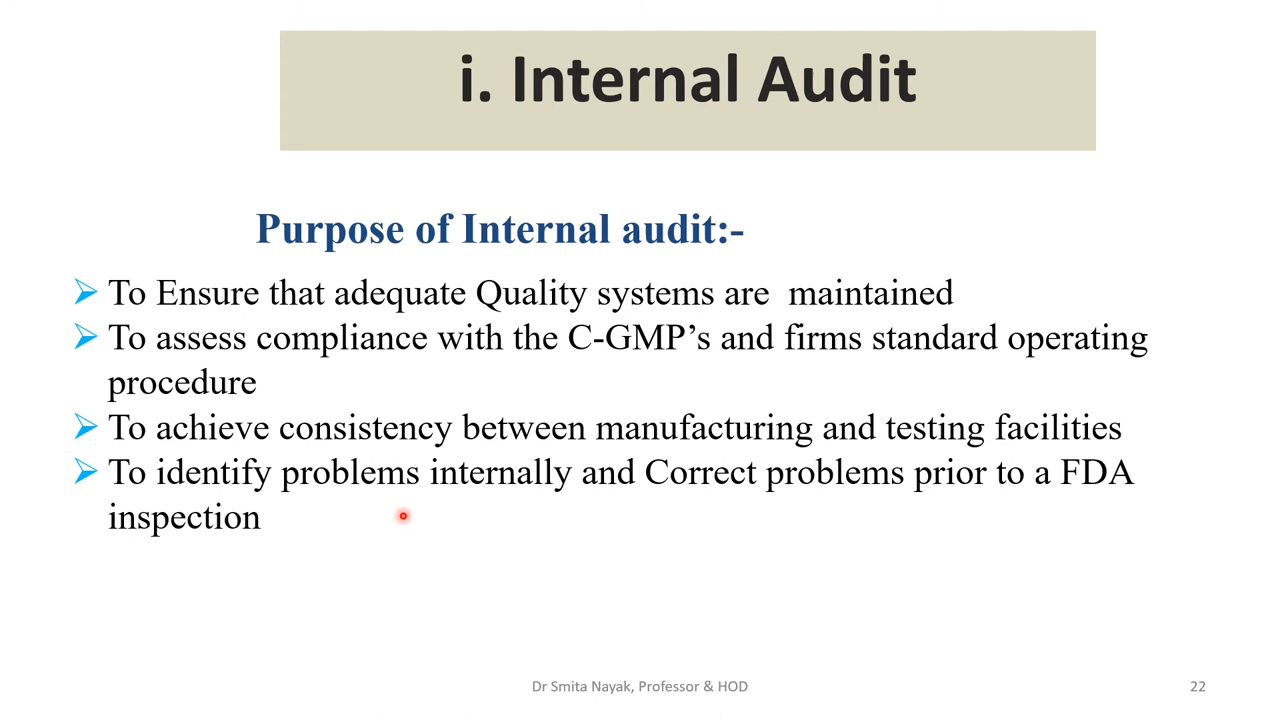 i. Internal Audit
Purpose of Internal audit:-
To Ensure that adequate Quality systems are  maintained
To assess compliance with the C-GMP’s and firms standard operating
procedure
To achieve consistency between manufacturing and testing facilities
To identify problems internally and Correct problems prior to a FDA
inspection
Dr Smita Nayak, Professor & HOD
22